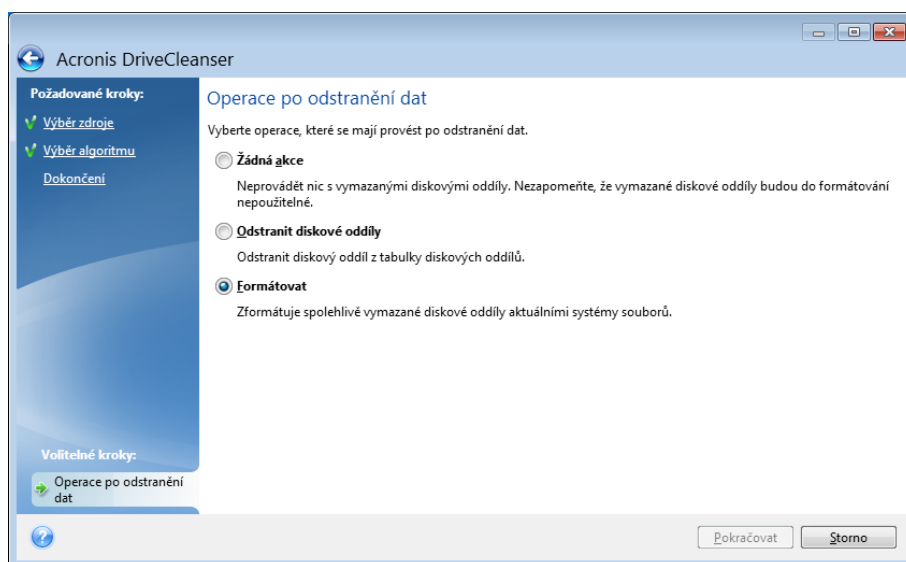 Acronis DriveCleanser
Požadované kroky:
Výběr zdroje
Výběr algoritmu
Dokončení
Volitelné kroky:
Operace po odstranění
dat
Operace po odstranění dat
Vyberte operace, které se mají provést po odstranění dat.
Žádná akce
Neprovádět nic s vymazanými diskovými oddíly. Nezapomeňte, že vymazané diskové oddíly budou do formátování
nepoužitelné.
Odstranit diskové oddíly
Odstranit diskový oddíl z tabulky diskových oddílů.
Formátovat
Zformátuje spolehlivě vymazané diskové oddíly aktuálními systémy souborů.
Pokračovat
Storno